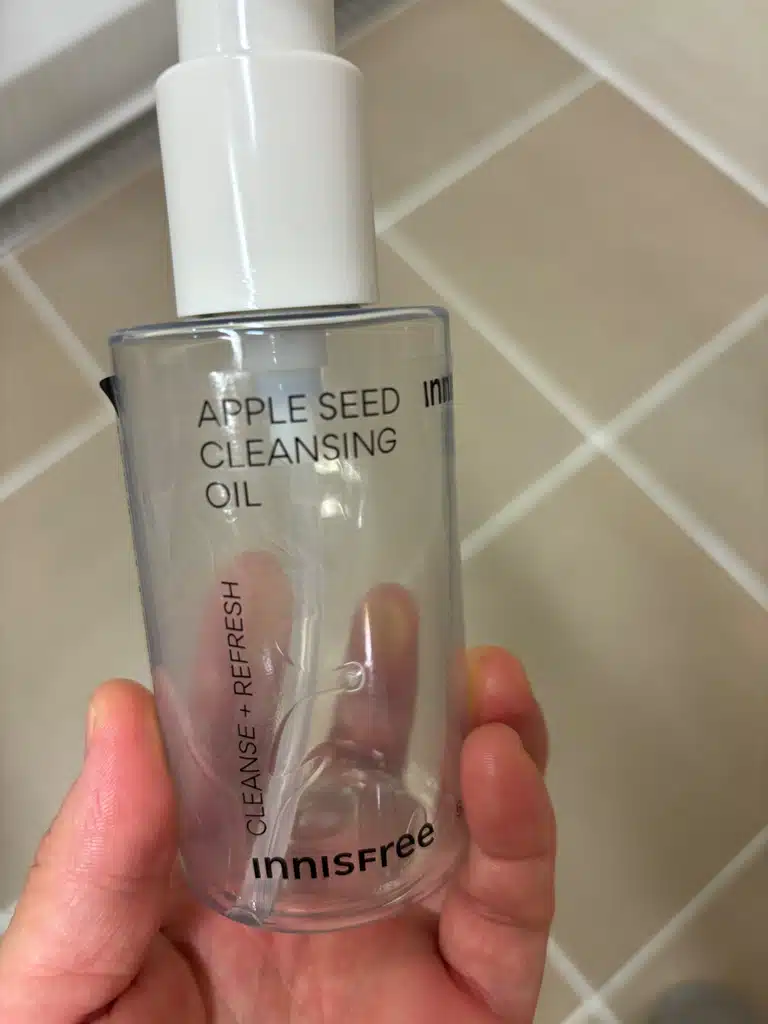 APPLE SEED
CLEANSING
OIL
CLEANSE + REFRESH
INNISFree